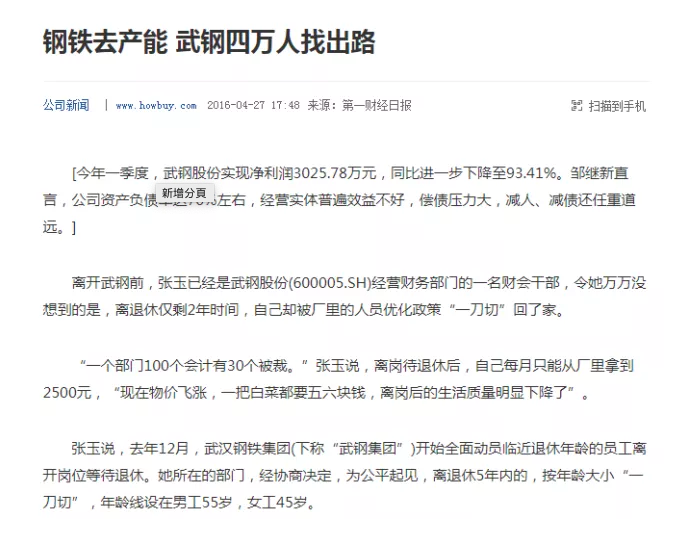 钢铁去产能 武钢四万人找出路
公司新闻 | www.howbuy.com 2016-04-27 17:48 来源：第一财经日报 扫描到手机
[今年一季度，武钢股份实现净利润3025.78万元，同比进一步下降至93.41%。邹继新直
新增分頁
言，公司资产负债率达70%左右，经营实体普遍效益不好，偿债压力大，减人、减债还任重道
远。]
离开武钢前，张玉已经是武钢股份(600005.SH)经营财务部门的一名财会干部，令她万万没
想到的是，离退休仅剩2年时间，自己却被厂里的人员优化政策“一刀切”回了家。
“一个部门100个会计有30个被裁。”张玉说，离岗待退休后，自己每月只能从厂里拿到
2500元，“现在物价飞涨，一把白菜都要五六块钱，离岗后的生活质量明显下降了”。
张玉说，去年12月，武汉钢铁集团(下称“武钢集团”)开始全面动员临近退休年龄的员工离
开岗位等待退休。她所在的部门，经协商决定，为公平起见，离退休5年内的，按年龄大小“一
刀切”，年龄线设在男工55岁，女工45岁。